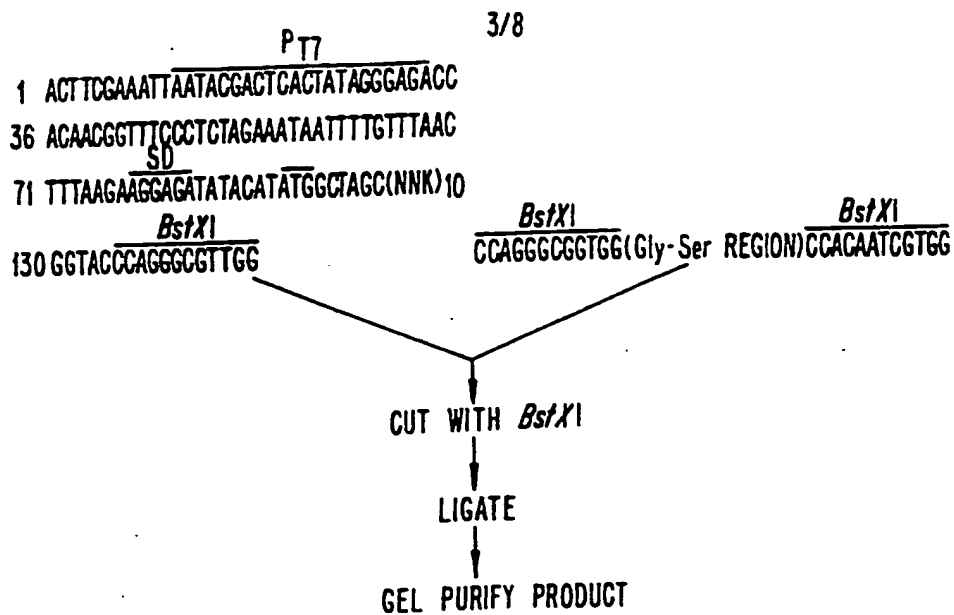 3/8
PT7
1 ACTTCGAAATTAATACGACTCACTATAGGGAGACC
36 ACAACGGTTTCCCTCTAGAAATAATTTTGTTTAAC
SD
71 TTTAAGAAGGAGATATACATATGGCTAGC(NNK)10
BstXI BstXI BstXI
130 GGTACCCAGGGCGTTGG CCAGGGCGGTGG(Gly-Ser REGION)CCACAATCGTGG
CUT WITH BstXI
LIGATE
GEL PURIFY PRODUCT